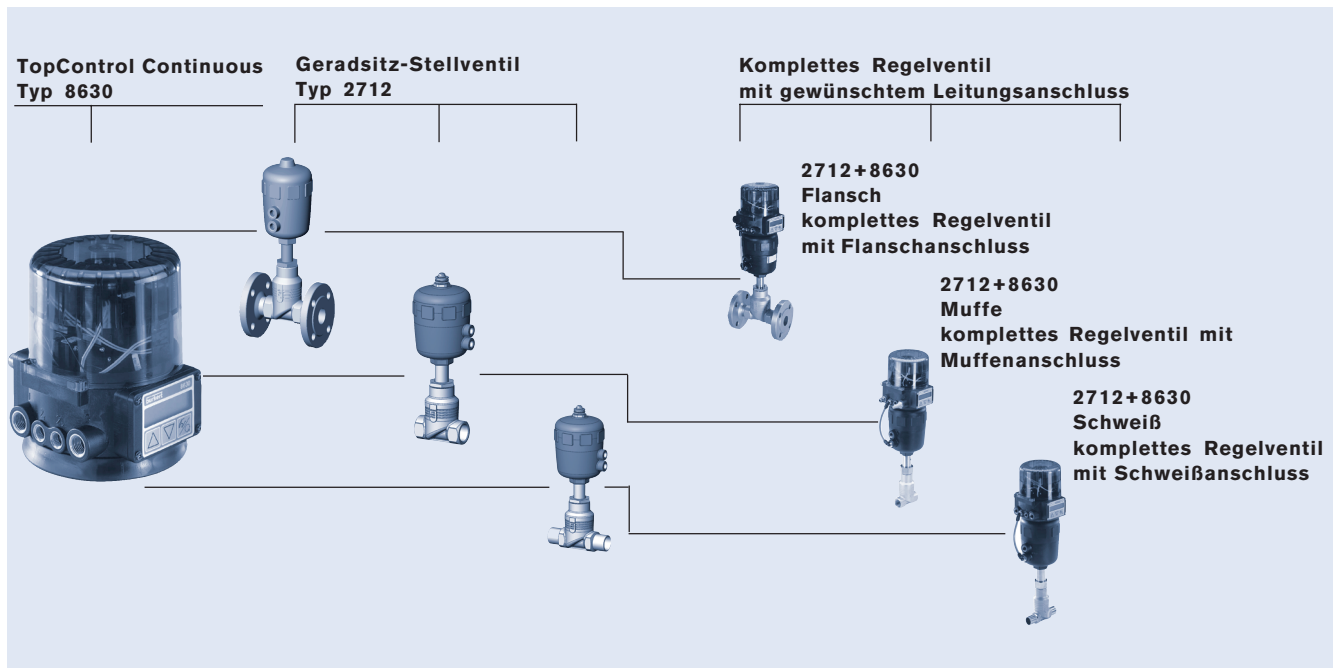 TopControl Continuous
Typ 8630
Geradsitz-Stellventil
Typ 2712
Komplettes Regelventil
mit gewünschtem Leitungsanschluss
2712+8630
Flansch
komplettes Regelventil
mit Flanschanschluss
2712+8630
Muffe
komplettes Regelventil mit
Muffenanschluss
2712+8630
Schweiß
komplettes Regelventil
mit Schweißanschluss